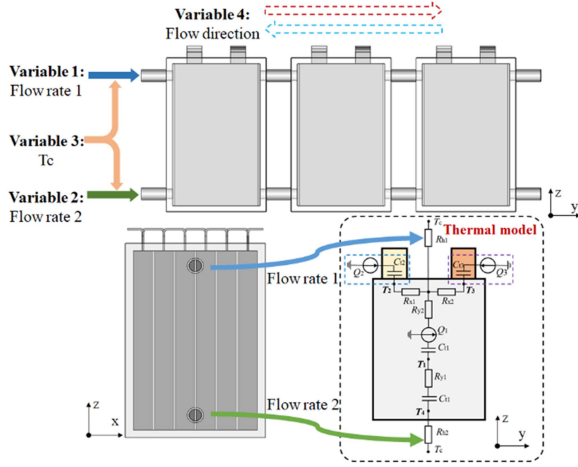 Variable 4:
Flow direction
Variable 1:
Flow rate 1
Variable 3:
Tc
Variable 2:
Flow rate 2
z
y
Thermal model
Tc
Rh1
Flow rate 1
Q2
Ct2
Ct3
Q3
T2
T3
Rx1
Rx2
Ry2
Q1
Ct1
T1
Ry1
Ct1
T4
Flow rate 2
Rh2
Tc
z
x
z
y